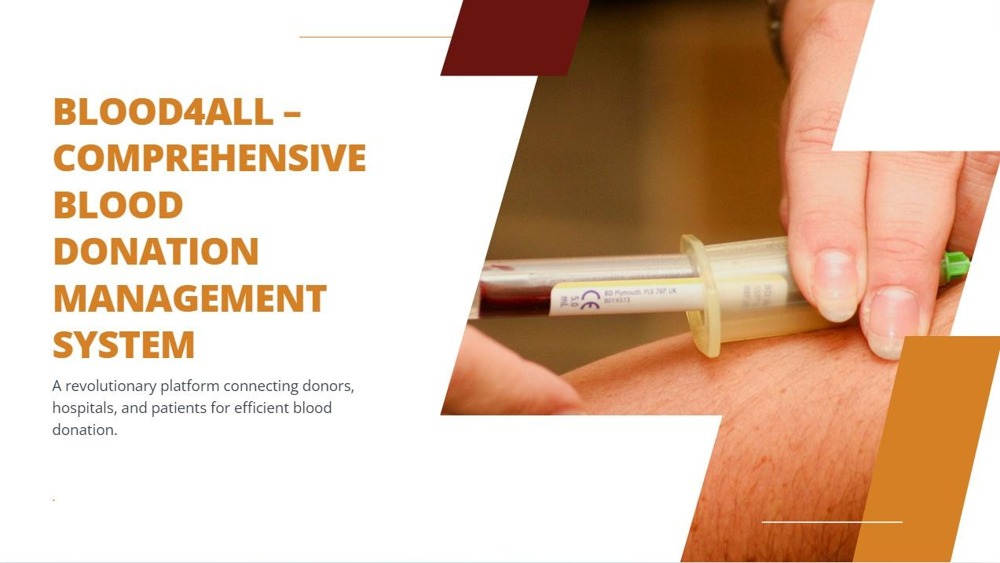 BLOOD4ALL –
COMPREHENSIVE
BLOOD
DONATION
MANAGEMENT
SYSTEM
A revolutionary platform connecting donors,
hospitals, and patients for efficient blood
donation.
.
5.0
mL
CE
BD Plymouth. PL6 7BP. UK
8019373